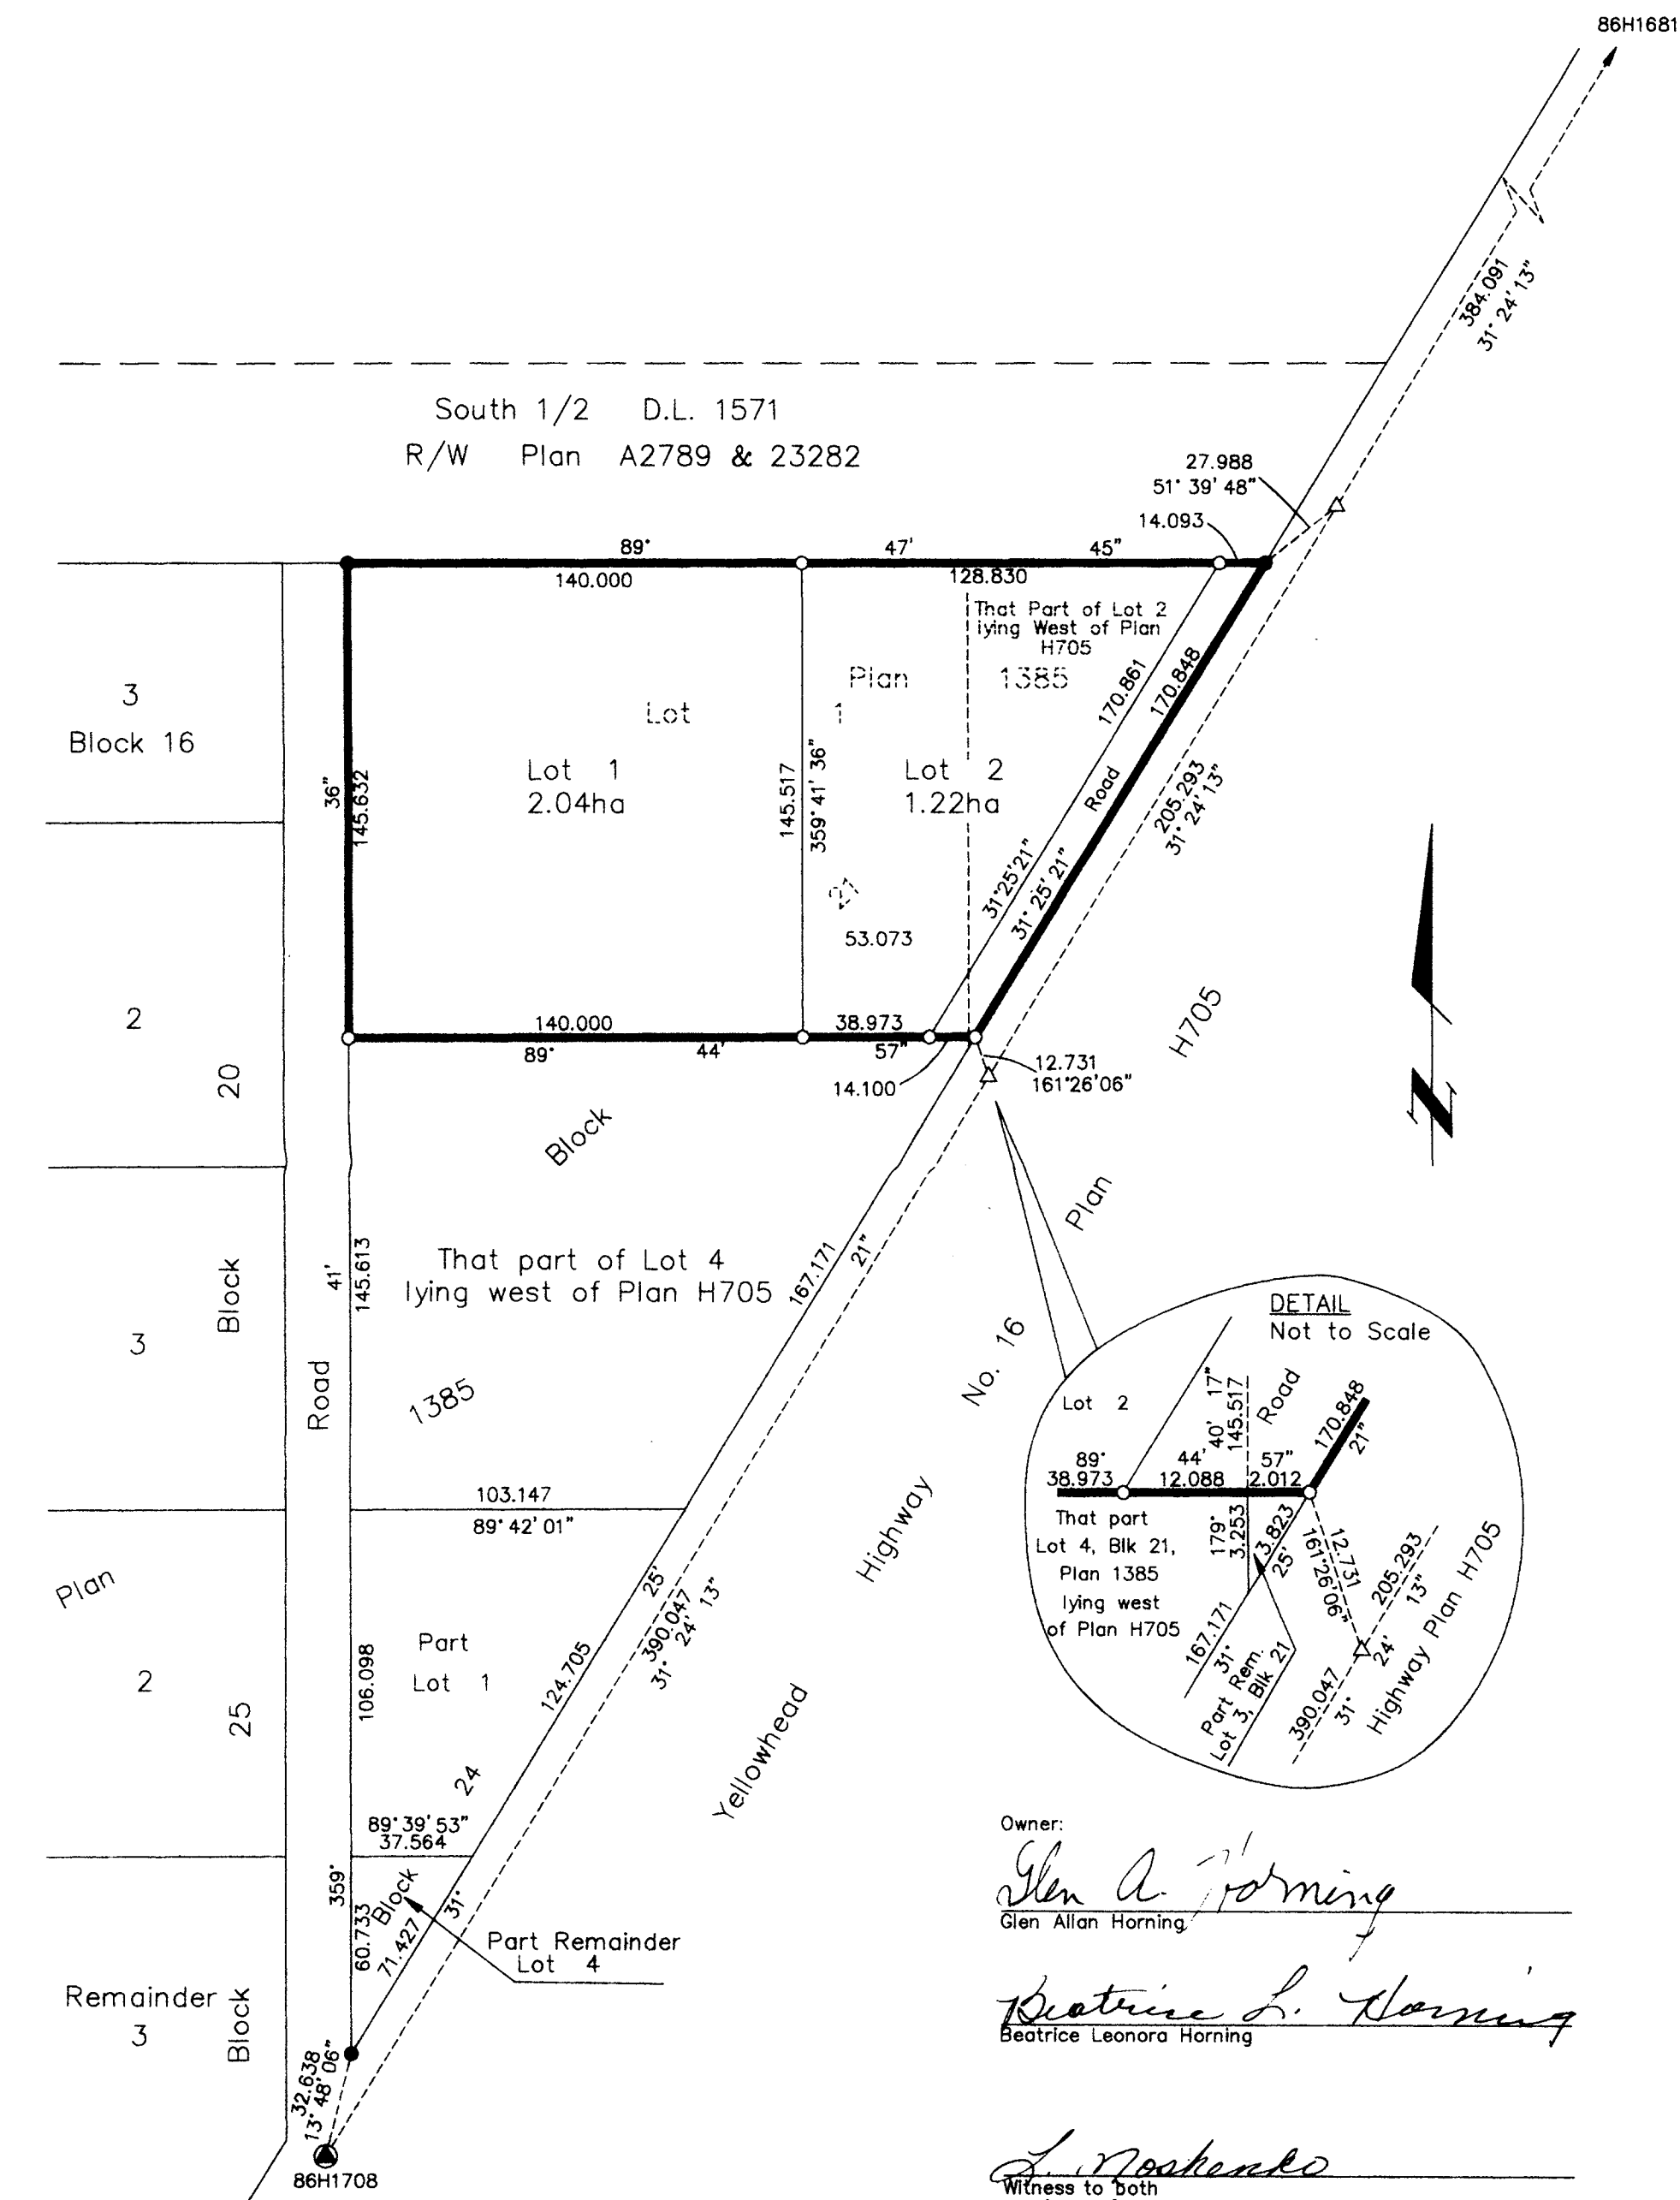 86H1681
384.091
31° 24' 13"
South 1/2 D.L. 1571
R/W Plan A2789 & 23282
27.988
51° 39' 48"
14.093
89° 47' 45"
140.000
128.830
That Part of Lot 2
lying West of Plan
H705
Plan 1385
Lot 1
3
Block 16
Lot 1
2.04ha
Lot 2
1.22ha
36"
145.632
145.517
359° 41' 36"
170.861
170.848
Road
205.293
31° 24' 13"
31°25'21"
31° 25' 21"
21
53.073
2
140.000
38.973
89° 44' 57"
14.100
12.731
161°26'06"
H705
20
Block
Plan
That part of Lot 4
lying west of Plan H705
41'
145.613
167.171
21"
Block
3
Road
1385
No. 16
103.147
89° 42' 01"
Highway
Plan
25'
390.047
31° 24' 13"
Part
Lot 1
2
25
106.098
124.705
Yellowhead
24
89° 39' 53"
37.564
359°
60.733
Block
71.427
31°
Part Remainder
Lot 4
Remainder
3
Block
32.638
13° 48' 06"
86H1708
DETAIL
Not to Scale
Lot 2
40' 17"
145.517
Road
170.848
21"
89° 44' 57"
38.973 12.088 2.012
That part
Lot 4, Blk 21,
Plan 1385
lying west
of Plan H705
179°
3.253
3.823
25'
12.731
161°26'06"
205.293
13"
167.171
31°
Part Rem.
Lot 3, Blk 21
390.047
31°
24'
Highway Plan H705
Owner:
Glen A. Horning
Glen Allan Horning
Beatrice L. Horning
Beatrice Leonora Horning
Witness to both